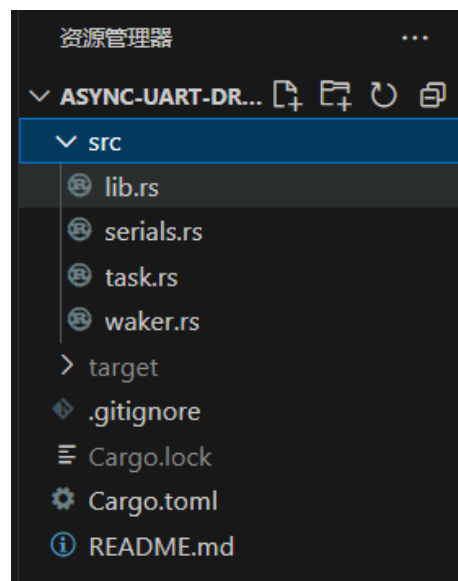 资源管理器
ASYNC-UART-DR...
src
lib.rs
serials.rs
task.rs
waker.rs
target
.gitignore
Cargo.lock
Cargo.toml
README.md